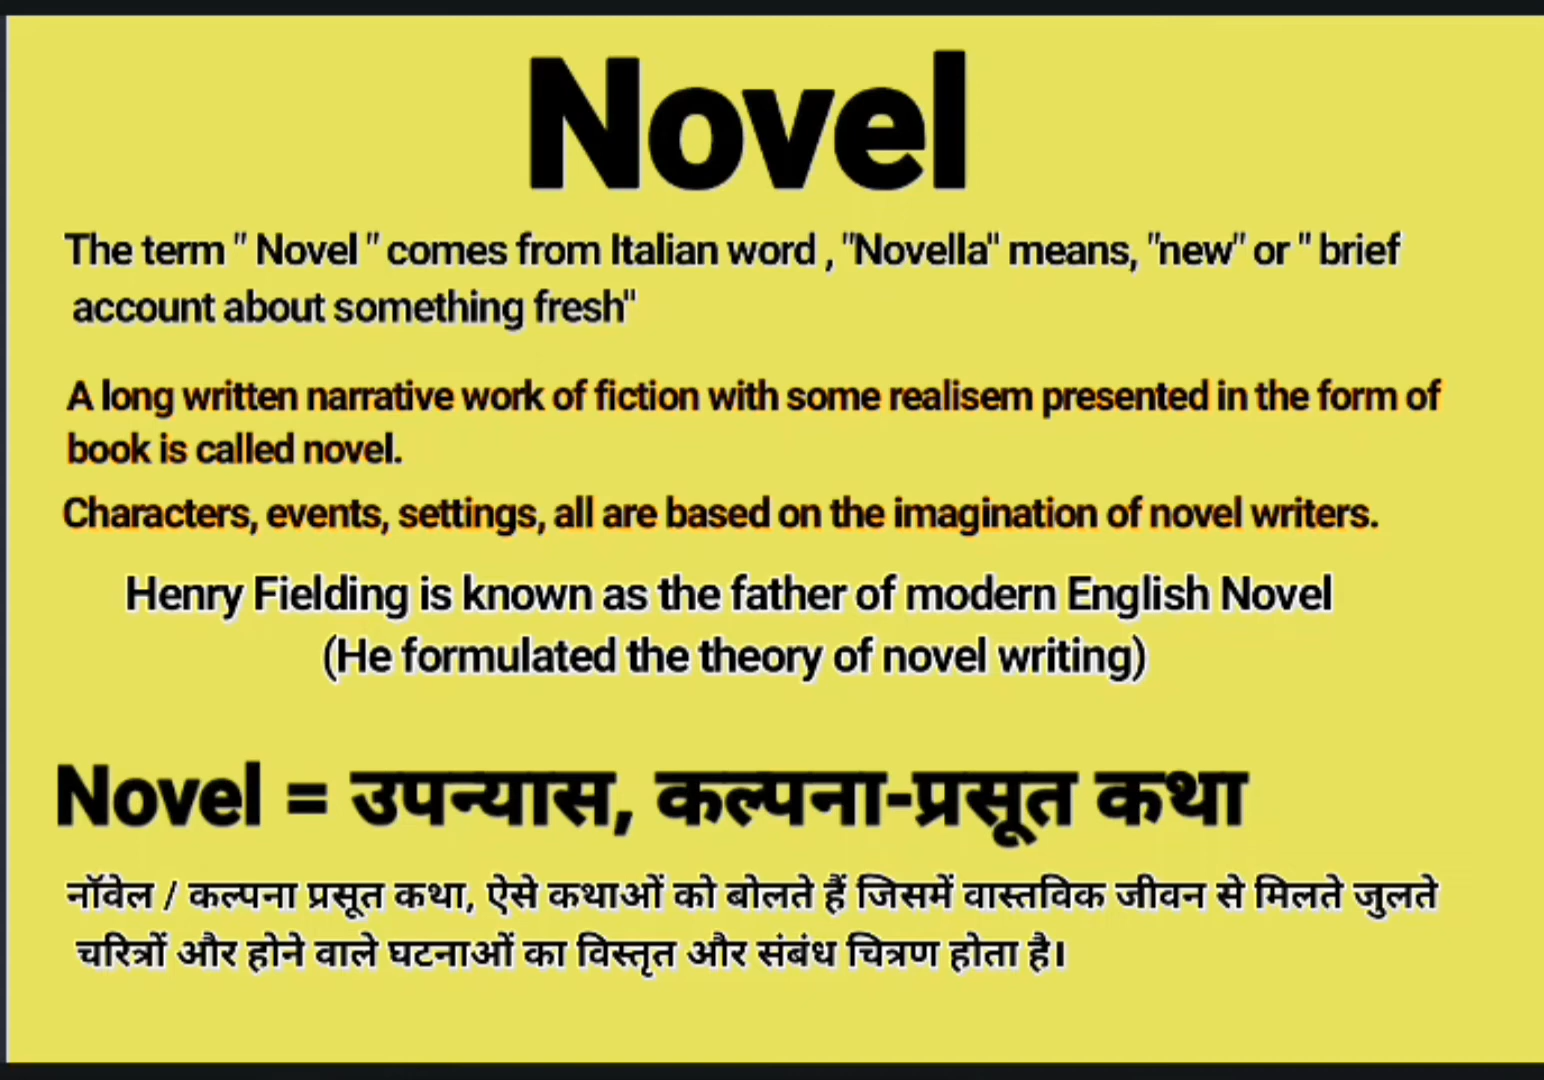 Novel
The term " Novel " comes from Italian word , "Novella" means, "new" or " brief
account about something fresh"
A long written narrative work of fiction with some realisem presented in the form of
book is called novel.
Characters, events, settings, all are based on the imagination of novel writers.
Henry Fielding is known as the father of modern English Novel
(He formulated the theory of novel writing)
Novel = उपन्यास, कल्पना-प्रसूत कथा
नॉवेल / कल्पना प्रसूत कथा, ऐसे कथाओं को बोलते हैं जिसमें वास्तविक जीवन से मिलते जुलते
चरित्रों और होने वाले घटनाओं का विस्तृत और संबंध चित्रण होता है।